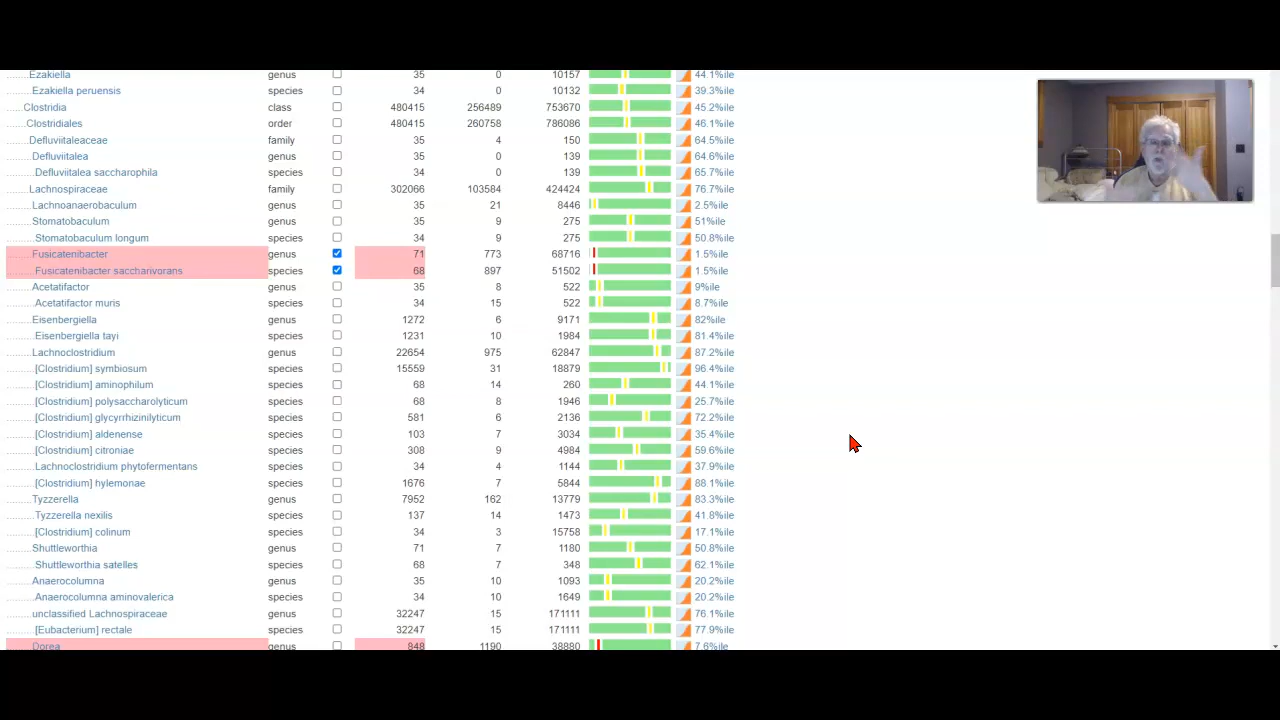 ........Ezakiella genus 35 0 10157 44.1%ile
.........Ezakiella peruensis species 34 0 10132 39.3%ile
......Clostridia class 480415 256489 753670 45.2%ile
.......Clostridiales order 480415 260758 786086 46.1%ile
........Defluviitaleaceae family 35 4 150 64.5%ile
.........Defluviitalea genus 35 0 139 64.6%ile
..........Defluviitalea saccharophila species 34 0 139 65.7%ile
........Lachnospiraceae family 302066 103584 424424 76.7%ile
.........Lachnoanaerobaculum genus 35 21 8446 2.5%ile
.........Stomatobaculum genus 35 9 275 51%ile
..........Stomatobaculum longum species 34 9 275 50.8%ile
.........Fusicatenibacter genus 71 773 68716 1.5%ile
..........Fusicatenibacter saccharivorans species 68 897 51502 1.5%ile
.........Acetatifactor genus 35 8 522 9%ile
..........Acetatifactor muris species 34 15 522 8.7%ile
.........Eisenbergiella genus 1272 6 9171 82%ile
..........Eisenbergiella tayi species 1231 10 1984 81.4%ile
.........Lachnoclostridium genus 22654 975 62847 87.2%ile
..........[Clostridium] symbiosum species 15559 31 18879 96.4%ile
..........[Clostridium] aminophilum species 68 14 260 44.1%ile
..........[Clostridium] polysaccharolyticum species 68 8 1946 25.7%ile
..........[Clostridium] glycyrrhizinilyticum species 581 6 2136 72.2%ile
..........[Clostridium] aldenense species 103 7 3034 35.4%ile
..........[Clostridium] citroniae species 308 9 4984 59.6%ile
..........Lachnoclostridium phytofermentans species 34 4 1144 37.9%ile
..........[Clostridium] hylemonae species 1676 7 5844 88.1%ile
.........Tyzzerella genus 7952 162 13779 83.3%ile
..........Tyzzerella nexilis species 137 14 1473 41.8%ile
..........[Clostridium] colinum species 34 3 15758 17.1%ile
.........Shuttleworthia genus 71 7 1180 50.8%ile
..........Shuttleworthia satelles species 68 7 348 62.1%ile
.........Anaerocolumna genus 35 10 1093 20.2%ile
..........Anaerocolumna aminovalerica species 34 10 1649 20.2%ile
.........unclassified Lachnospiraceae genus 32247 15 171111 76.1%ile
..........[Eubacterium] rectale species 32247 15 171111 77.9%ile
.........Dorea genus 848 1190 38880 7.6%ile